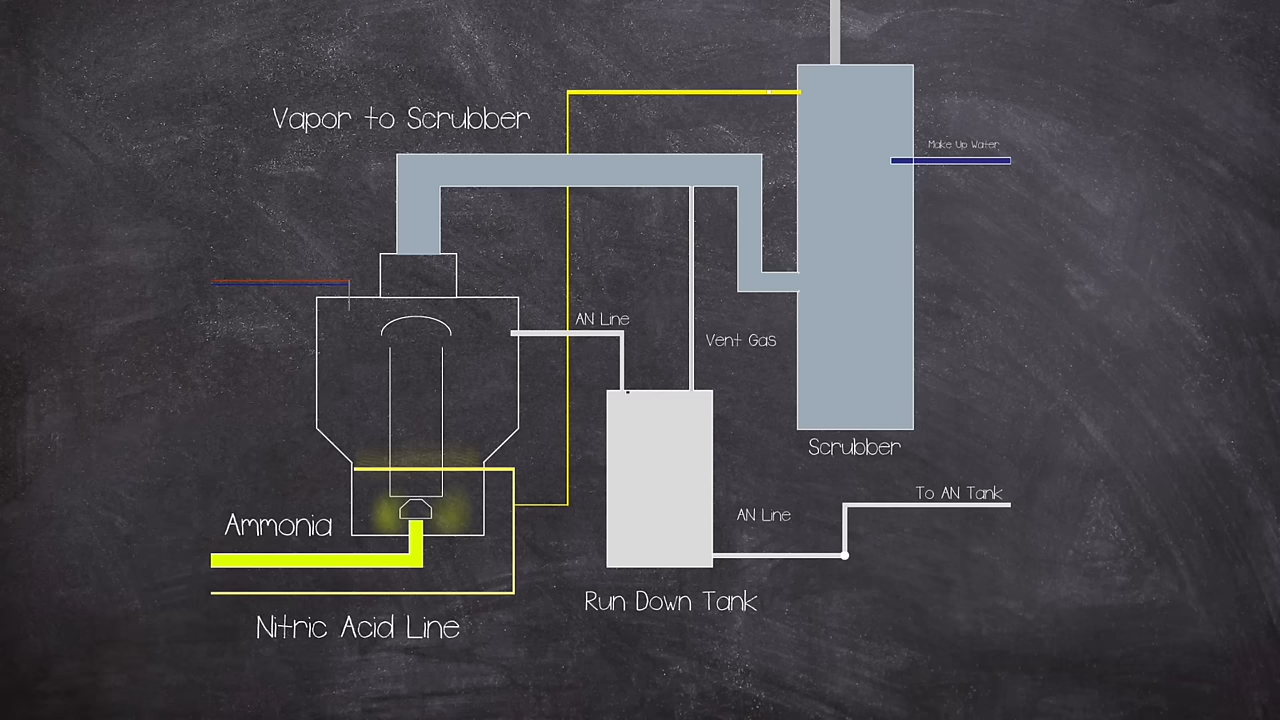 Vapor to Scrubber
Make Up Water
AN Line
Vent Gas
Scrubber
To AN Tank
AN Line
Ammonia
Run Down Tank
Nitric Acid Line